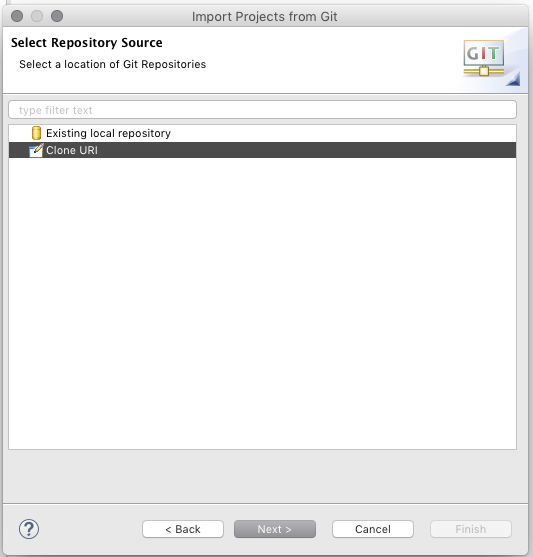 Import Projects from Git
Select Repository Source
Select a location of Git Repositories
GIT
type filter text
Existing local repository
Clone URI
?
< Back
Next >
Cancel
Finish